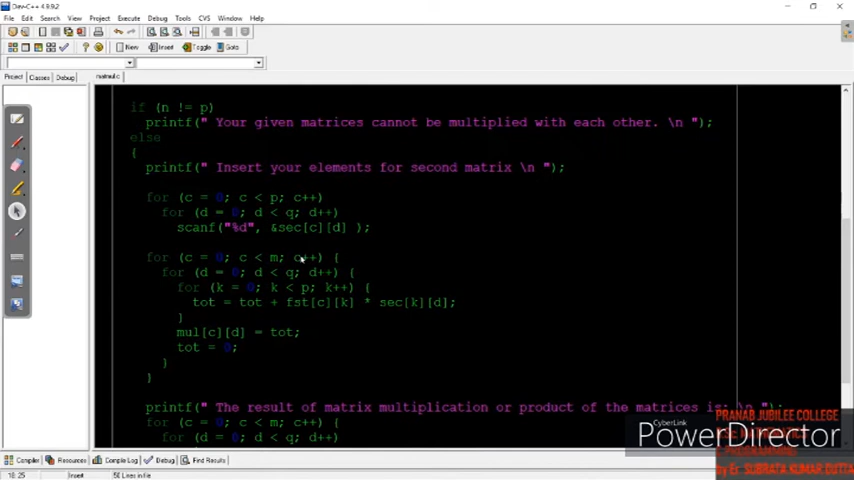 Dev-C++ 4.9.9.2
File Edit Search View Project Execute Debug Tools CVS Window Help
New Insert Toggle Goto
Project Classes Debug
matmul.c
if (n != p)
printf(" Your given matrices cannot be multiplied with each other. \n ");
else
{
printf(" Insert your elements for second matrix \n ");
for (c = 0; c < p; c++)
for (d = 0; d < q; d++)
scanf("%d", &sec[c][d] );
for (c = 0; c < m; c++) {
for (d = 0; d < q; d++) {
for (k = 0; k < p; k++) {
tot = tot + fst[c][k] * sec[k][d];
}
mul[c][d] = tot;
tot = 0;
}
}
printf(" The result of matrix multiplication or product of the matrices is: \n ");
for (c = 0; c < m; c++) {
for (d = 0; d < q; d++)
PRANAB JUBILEE COLLEGE
CyberLink
PowerDirector
by Er. SUBRATA KUMAR DUTTA
Compiler Resources Compile Log Debug Find Results
18: 25 Insert 50 Lines in file